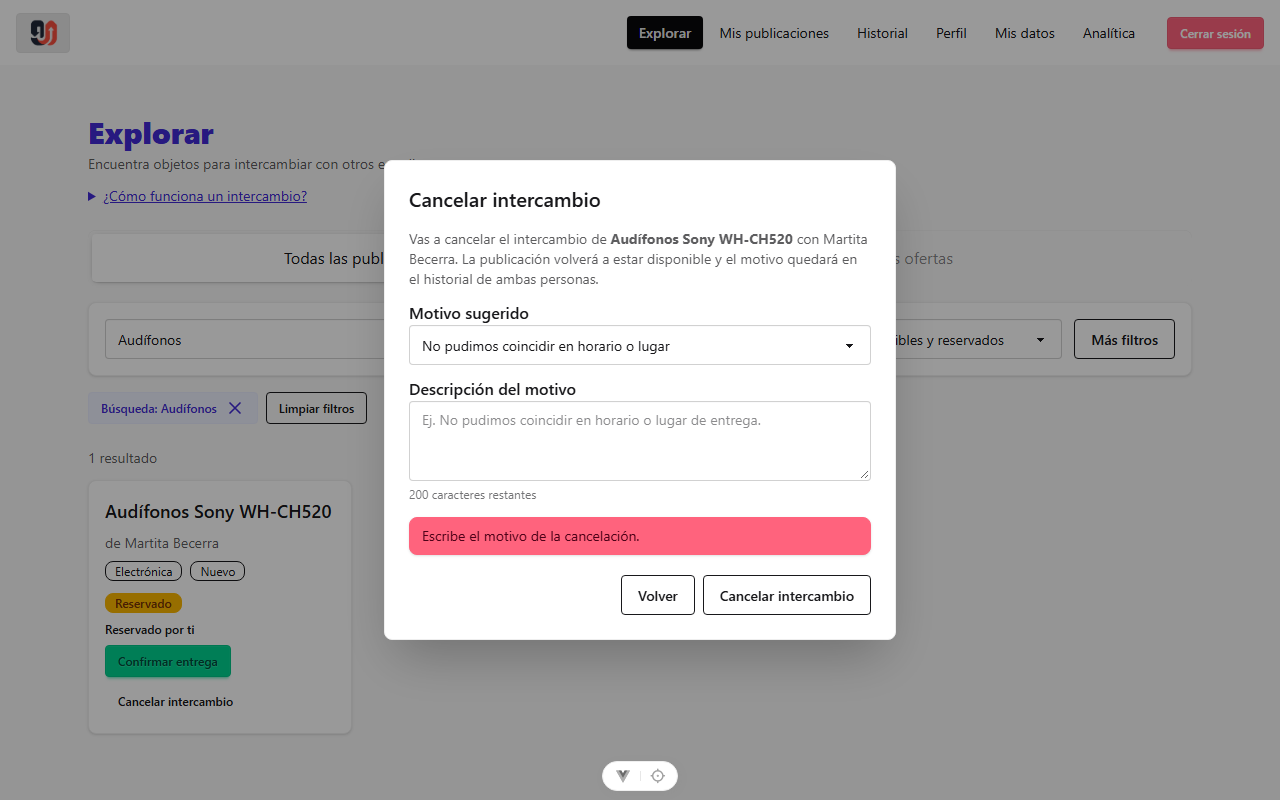 Explorar
Mis publicaciones
Historial
Perfil
Mis datos
Analítica
Cerrar sesión
Explorar
Encuentra objetos para intercambiar con otros
¿Cómo funciona un intercambio?
Todas las
ofertas
Audífonos
y reservados
Más filtros
Búsqueda: Audífonos
Limpiar filtros
1 resultado
Audífonos Sony WH-CH520
de Martita Becerra
Electrónica
Nuevo
Reservado
Reservado por ti
Confirmar entrega
Cancelar intercambio
Cancelar intercambio
Vas a cancelar el intercambio de Audífonos Sony WH-CH520 con Martita
Becerra. La publicación volverá a estar disponible y el motivo quedará en
el historial de ambas personas.
Motivo sugerido
No pudimos coincidir en horario o lugar
Descripción del motivo
Ej. No pudimos coincidir en horario o lugar de entrega.
200 caracteres restantes
Escribe el motivo de la cancelación.
Volver
Cancelar intercambio